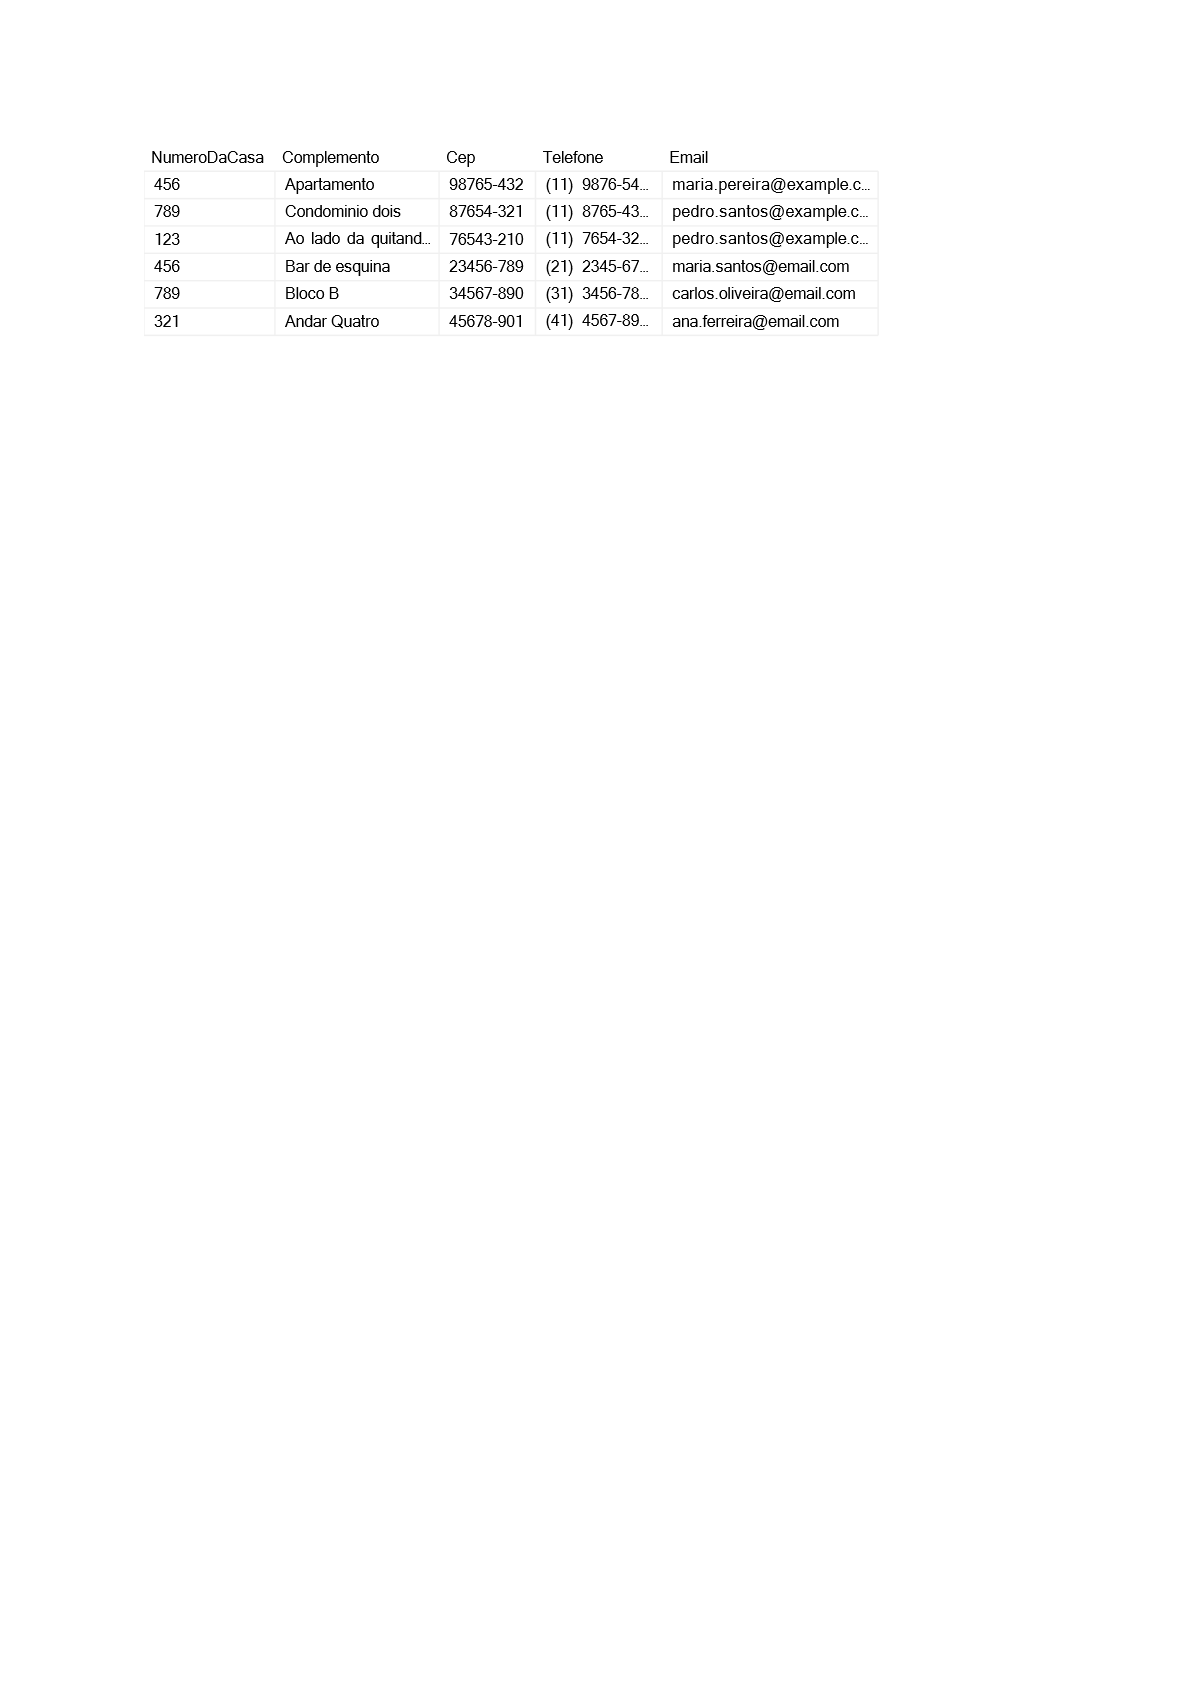 NumeroDaCasa Complemento Cep Telefone Email
456 Apartamento 98765-432 (11) 9876-54... maria.pereira@example.c...
789 Condominio dois 87654-321 (11) 8765-43... pedro.santos@example.c...
123 Ao lado da quitand... 76543-210 (11) 7654-32... pedro.santos@example.c...
456 Bar de esquina 23456-789 (21) 2345-67... maria.santos@email.com
789 Bloco B 34567-890 (31) 3456-78... carlos.oliveira@email.com
321 Andar Quatro 45678-901 (41) 4567-89... ana.ferreira@email.com